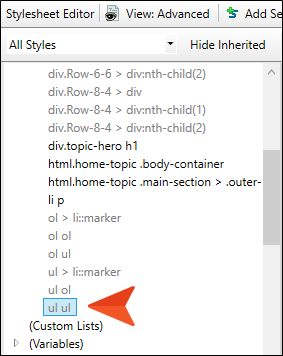 Stylesheet Editor View: Advanced Add Se
All Styles Hide Inherited
div.Row-6-6 > div:nth-child(2)
div.Row-8-4 > div
div.Row-8-4 > div:nth-child(1)
div.Row-8-4 > div:nth-child(2)
div.topic-hero h1
html.home-topic .body-container
html.home-topic .main-section > .outer-
li p
ol > li::marker
ol ol
ol ul
ul > li::marker
ul ol
ul ul
(Custom Lists)
(Variables)